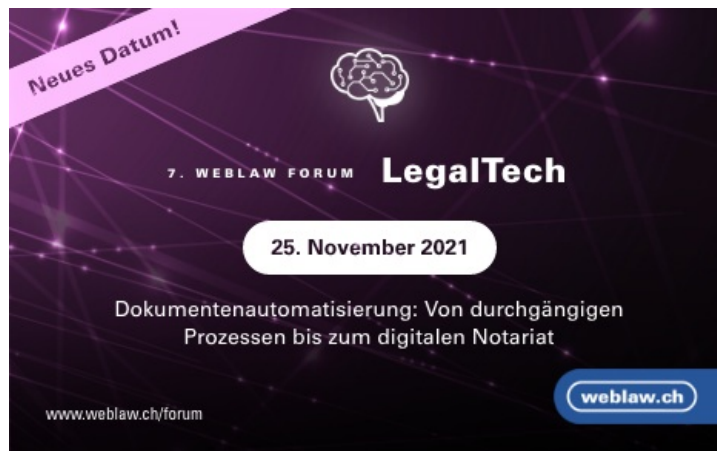 Neues Datum!
7. WEBLAW FORUM LegalTech
25. November 2021
Dokumentenautomatisierung: Von durchgängigen
Prozessen bis zum digitalen Notariat
weblaw.ch
www.weblaw.ch/forum